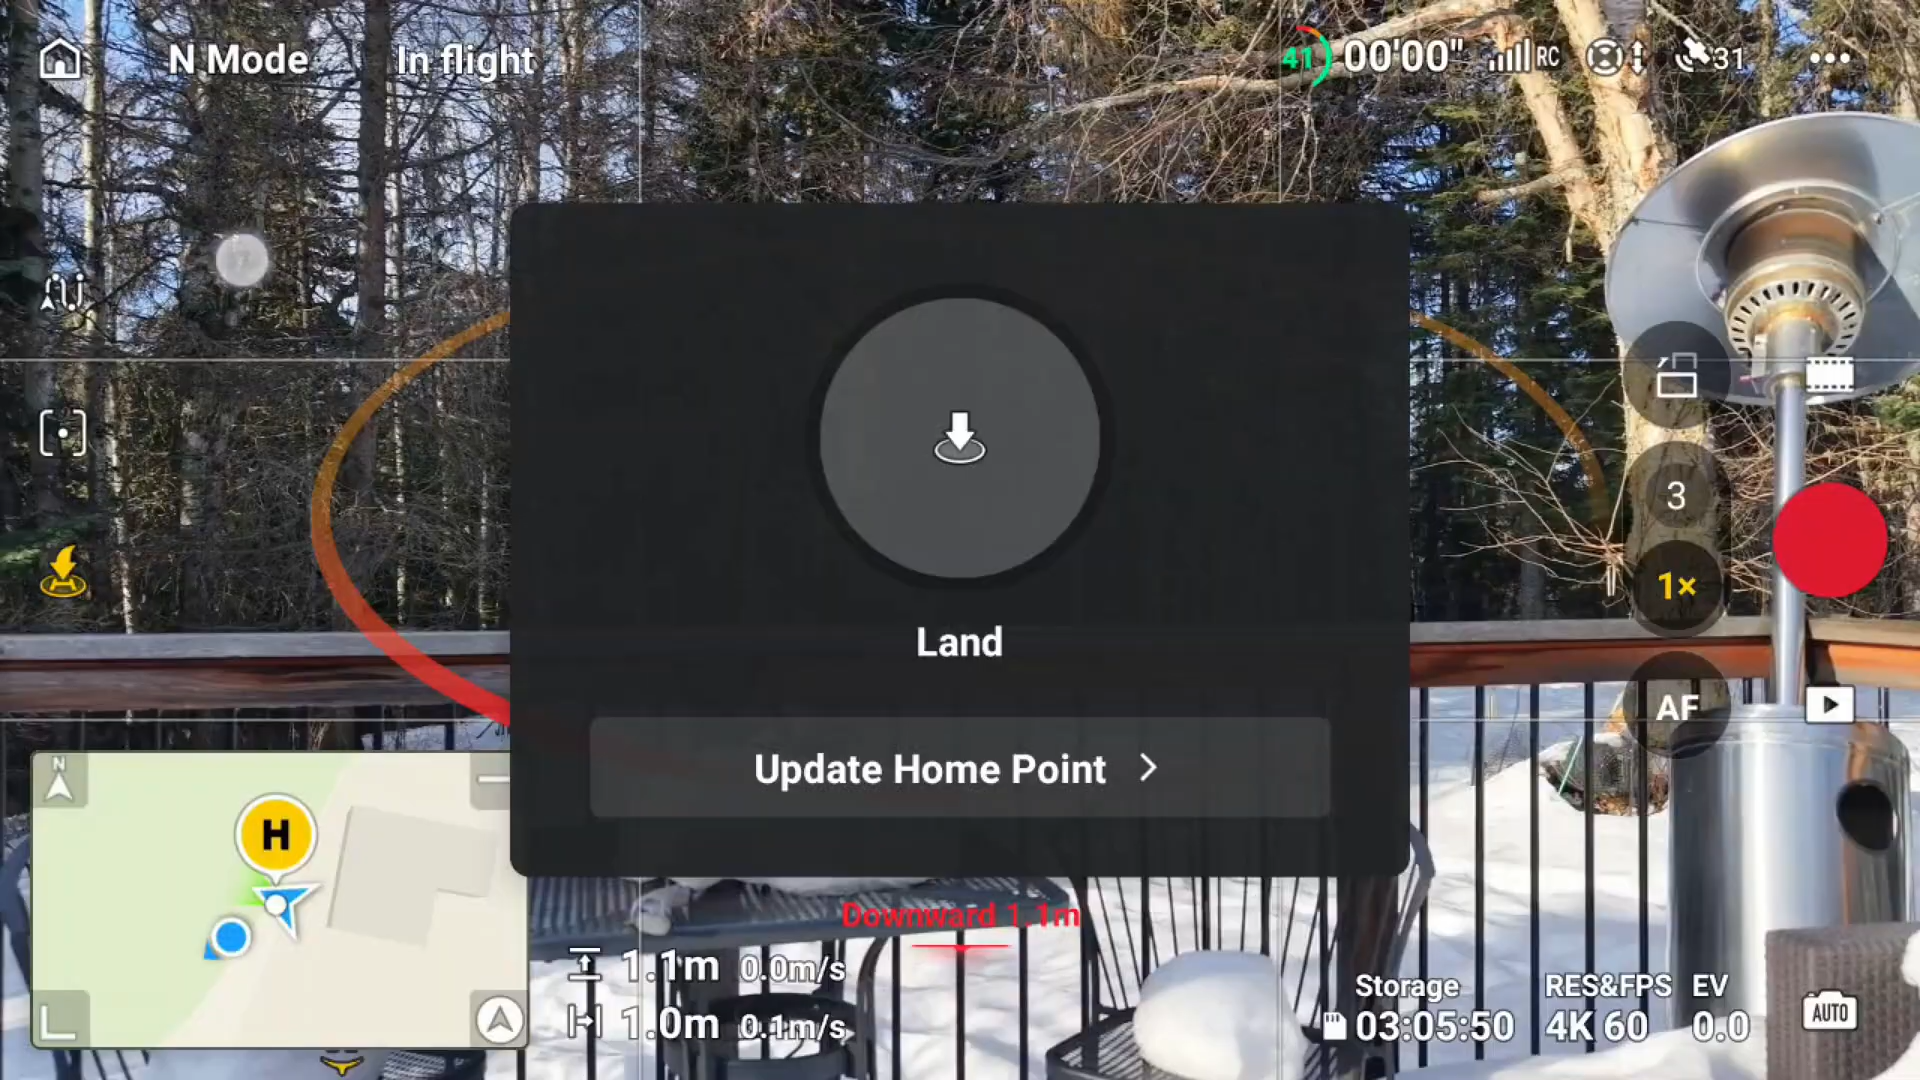 N Mode
In flight
41
00'00"
RC
31
3
1×
AF
Land
Update Home Point
N
H
Downward 1.1m
1.1m 0.0m/s
1.0m 0.1m/s
Storage
03:05:50
RES&FPS
4K 60
EV
0.0
AUTO